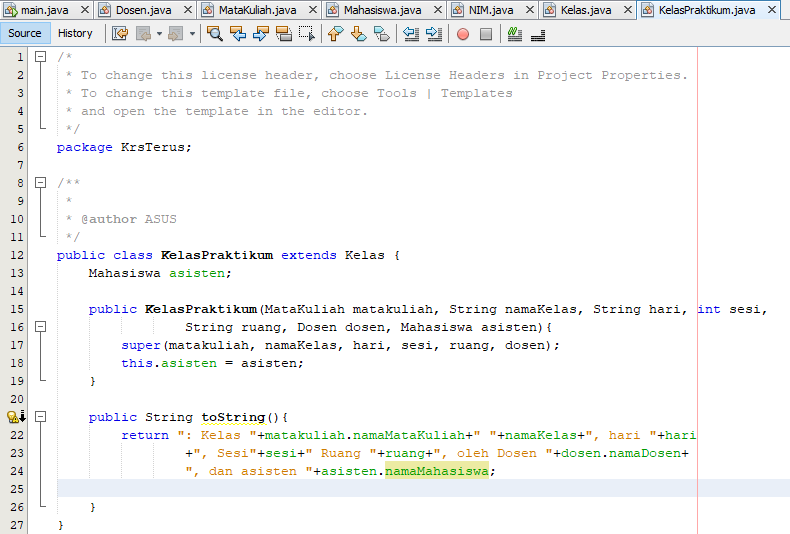 main.java Dosen.java MataKuliah.java Mahasiswa.java NIM.java Kelas.java KelasPraktikum.java
Source History
1 /*
2 * To change this license header, choose License Headers in Project Properties.
3 * To change this template file, choose Tools | Templates
4 * and open the template in the editor.
5 */
6 package KrsTerus;
7
8 /**
9 *
10 * @author ASUS
11 */
12 public class KelasPraktikum extends Kelas {
13 Mahasiswa asisten;
14
15 public KelasPraktikum(MataKuliah matakuliah, String namaKelas, String hari, int sesi,
16 String ruang, Dosen dosen, Mahasiswa asisten){
17 super(matakuliah, namaKelas, hari, sesi, ruang, dosen);
18 this.asisten = asisten;
19 }
20
public String toString(){
22 return ": Kelas "+matakuliah.namaMataKuliah+" "+namaKelas+", hari "+hari
23 +", Sesi"+sesi+" Ruang "+ruang+", oleh Dosen "+dosen.namaDosen+
24 ", dan asisten "+asisten.namaMahasiswa;
25
26 }
27 }